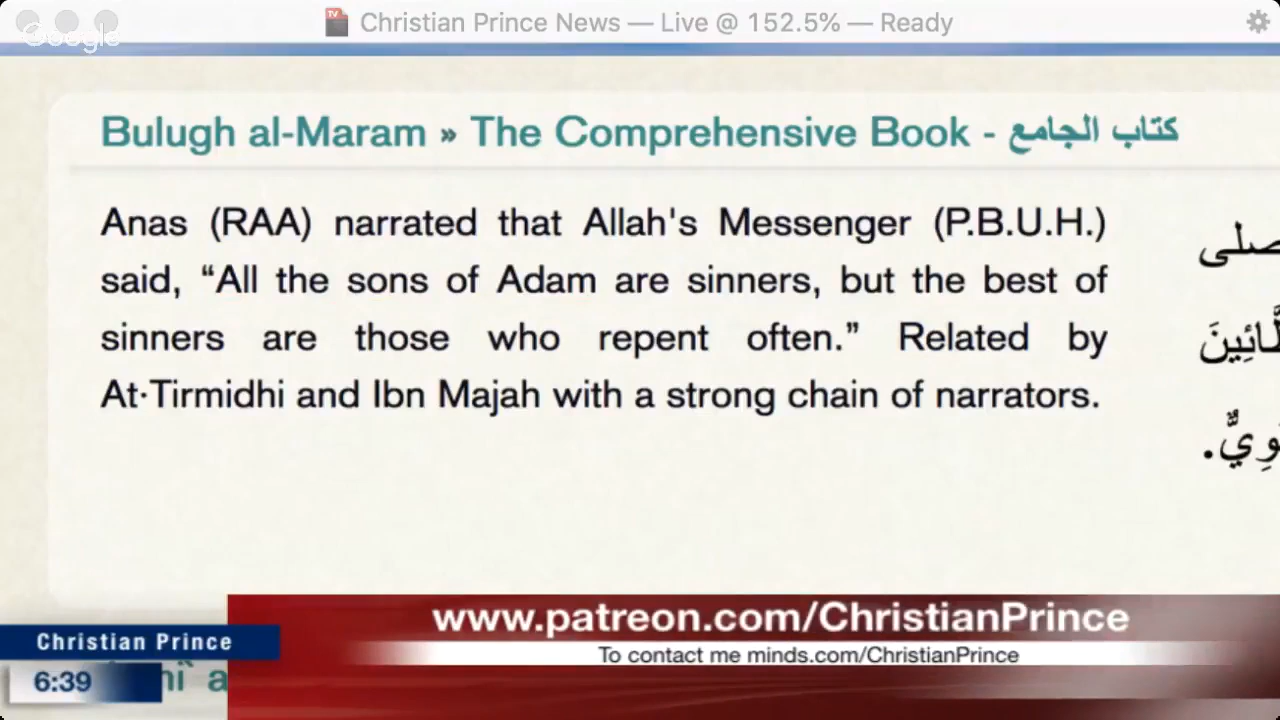 Christian Prince News — Live @ 152.5% — Ready
Google
Bulugh al-Maram » The Comprehensive Book - كتاب الجامع
Anas (RAA) narrated that Allah's Messenger (P.B.U.H.)
said, “All the sons of Adam are sinners, but the best of
sinners are those who repent often.” Related by
At·Tirmidhi and Ibn Majah with a strong chain of narrators.
صلى
www.patreon.com/ChristianPrince
To contact me minds.com/ChristianPrince
Christian Prince
6:39